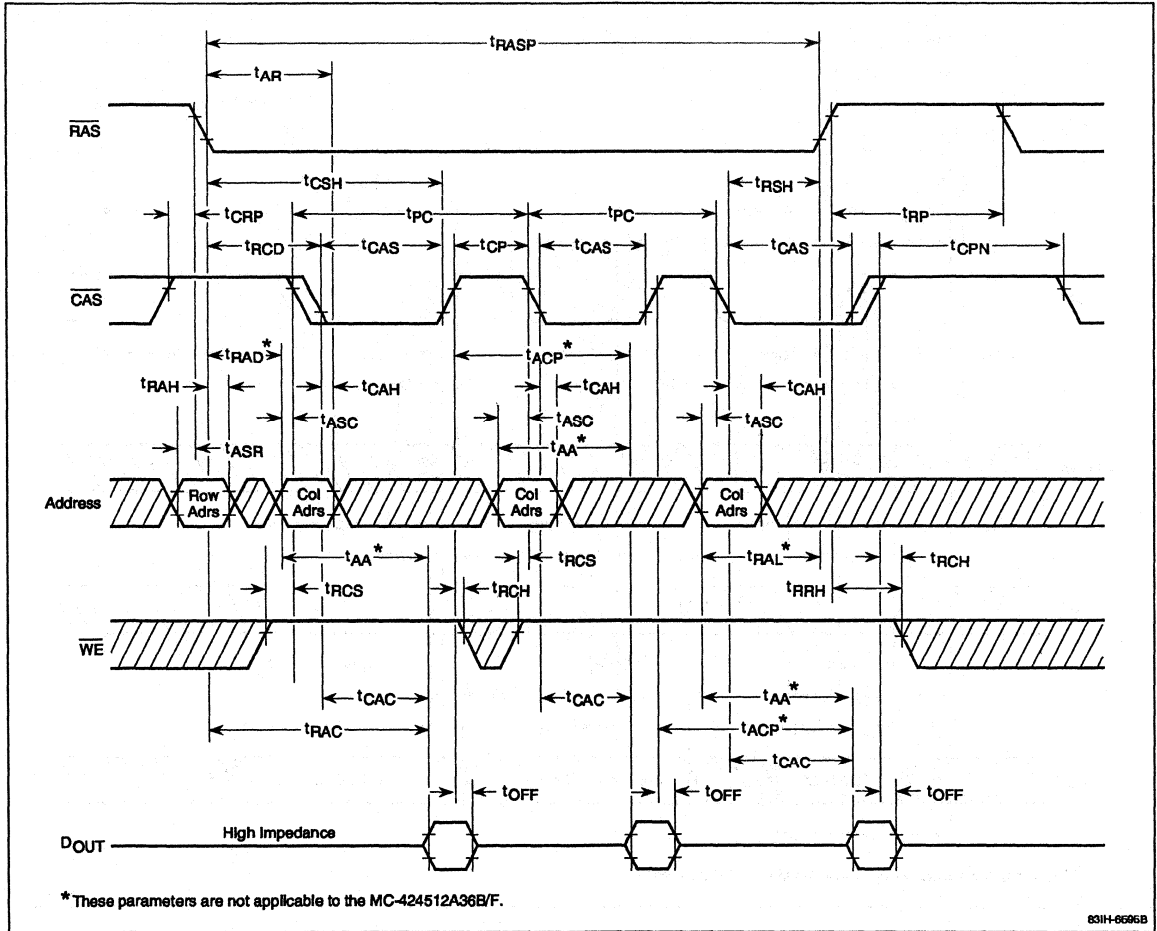 tRASP
tAR
RAS
tCSH
tRSH
tCRP
tPC
tPC
tRP
tRCD
tCAS
tCP
tCAS
tCAS
tCPN
CAS
tRAD*
tACP*
tRAH
tCAH
tCAH
tCAH
tASC
tASC
tASC
tASR
tAA*
Address
Row Adrs
Col Adrs
Col Adrs
Col Adrs
tAA*
tRCS
tRAL*
tRCH
tRCS
tRCH
tRRH
WE
tCAC
tCAC
tAA*
tRAC
tACP*
tCAC
tOFF
tOFF
tOFF
High Impedance
DOUT
*These parameters are not applicable to the MC-424512A36B/F.
83IH-6595B